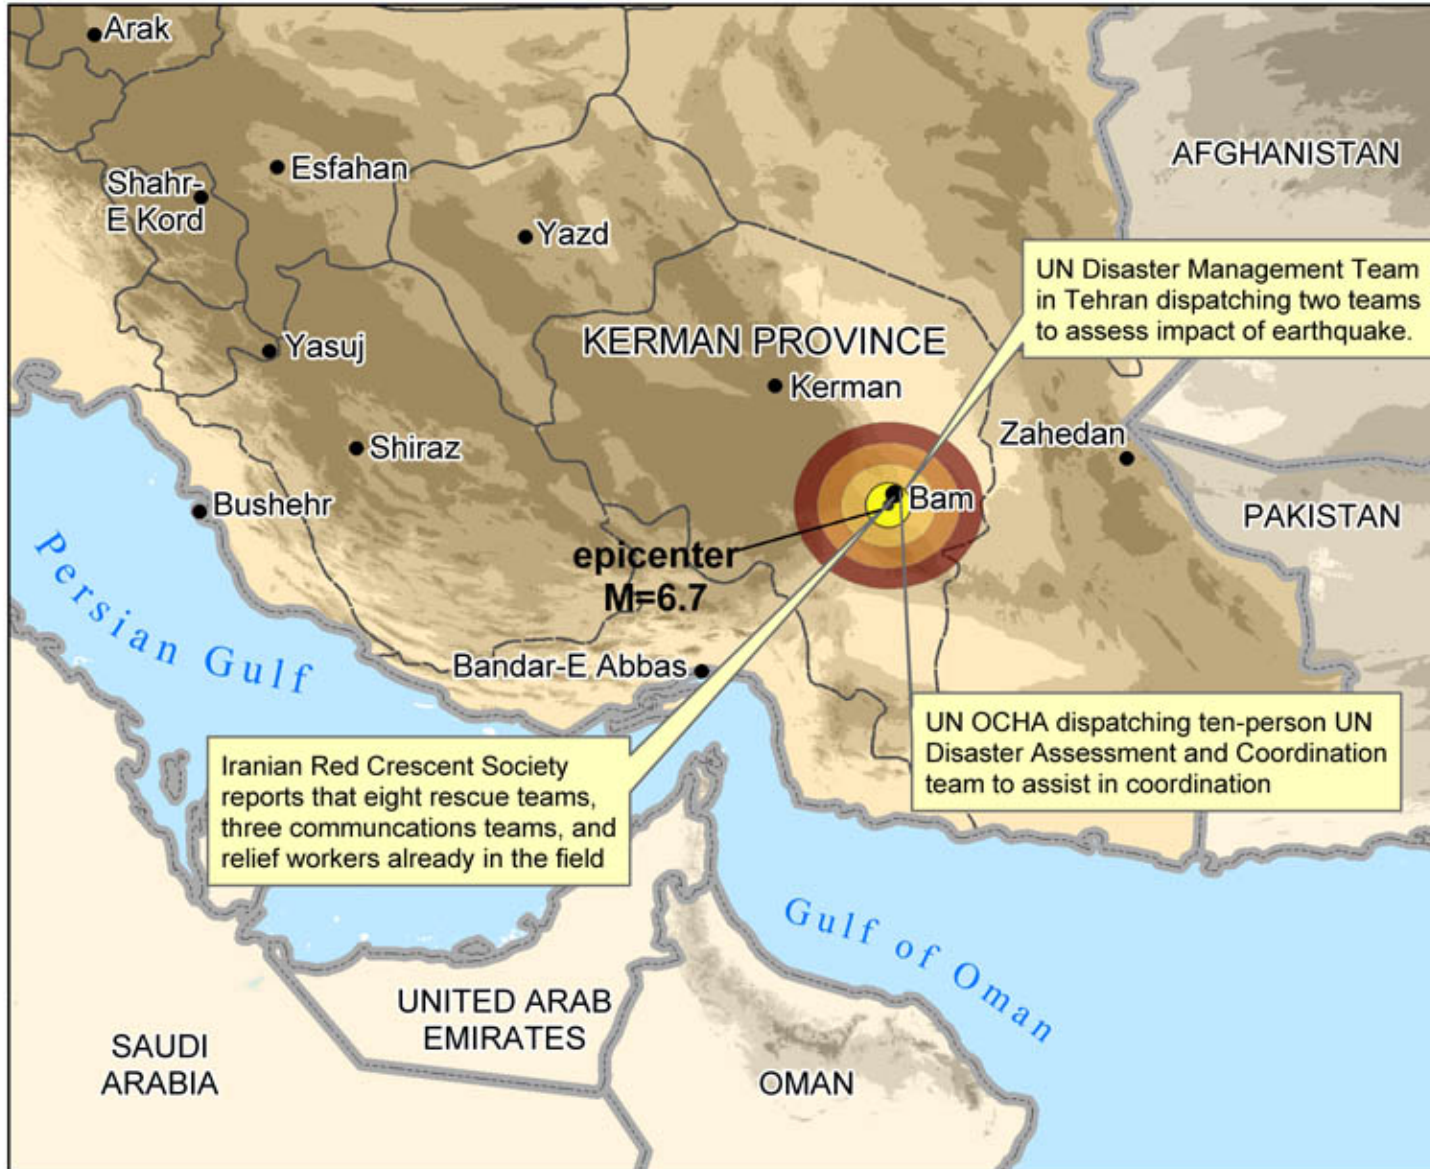 Arak
AFGHANISTAN
Esfahan
Shahr-
E Kord
Yazd
UN Disaster Management Team
in Tehran dispatching two teams
to assess impact of earthquake.
KERMAN PROVINCE
Yasuj
Kerman
Zahedan
Shiraz
Bushehr
Bam
PAKISTAN
epicenter
M=6.7
Persian Gulf
Bandar-E Abbas
UN OCHA dispatching ten-person UN
Disaster Assessment and Coordination
team to assist in coordination
Iranian Red Crescent Society
reports that eight rescue teams,
three communcations teams, and
relief workers already in the field
Gulf of Oman
UNITED ARAB
EMIRATES
SAUDI
ARABIA
OMAN